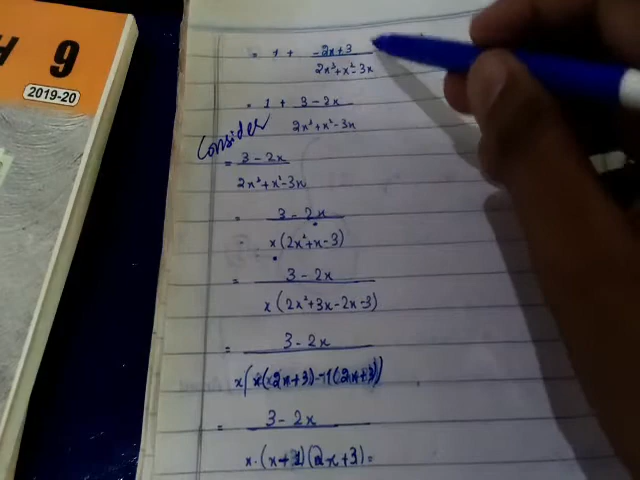 6
2019-20
= 1 + -2x+3 / 2x³+x²-3x
= 1 + 3-2x / 2x³+x²-3x
Consider
= 3-2x / 2x³+x²-3x
= 3-2x / x(2x²+x-3)
= 3-2x / x(2x²+3x-2x-3)
= 3-2x / x(x(2x+3)-1(2x+3))
= 3-2x / x.(x-1)(2x+3)